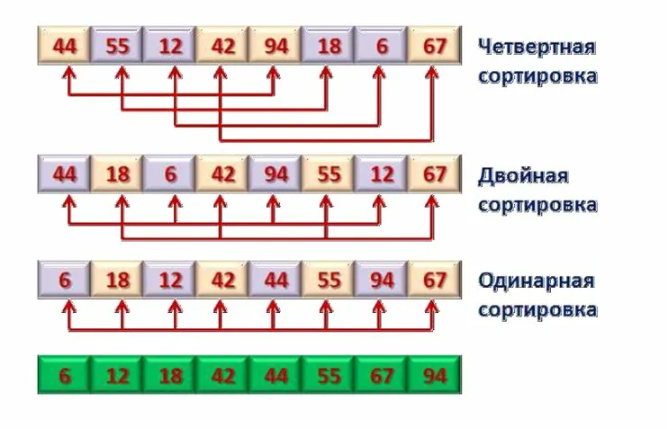 44 55 12 42 94 18 6 67
Четвертная
сортировка
44 18 6 42 94 55 12 67
Двойная
сортировка
6 18 12 42 44 55 94 67
Одинарная
сортировка
6 12 18 42 44 55 67 94